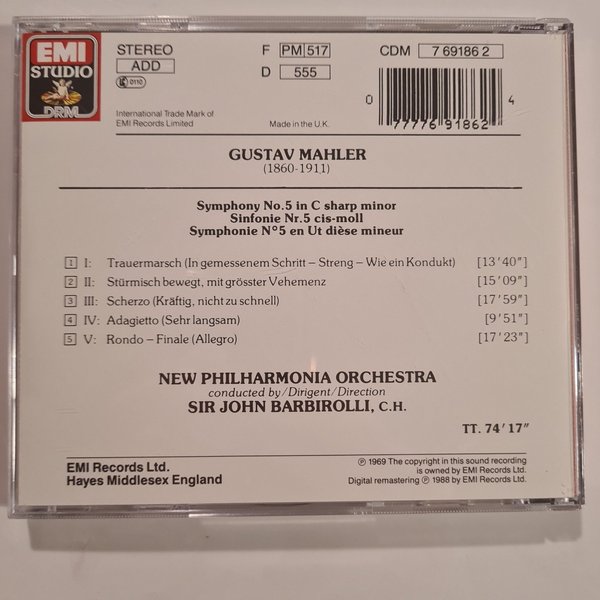 EMI
STUDIO
DRM
STEREO
ADD
0110
F PM 517
D 555
CDM 7 69186 2
International Trade Mark of
EMI Records Limited
Made in the U.K.
0 77776 91862 4
GUSTAV MAHLER
(1860-1911)
Symphony No.5 in C sharp minor
Sinfonie Nr.5 cis-moll
Symphonie N°5 en Ut dièse mineur
1 I: Trauermarsch (In gemessenem Schritt – Streng – Wie ein Kondukt) [13'40"]
2 II: Stürmisch bewegt, mit grösster Vehemenz [15'09"]
3 III: Scherzo (Kräftig, nicht zu schnell) [17'59"]
4 IV: Adagietto (Sehr langsam) [9'51"]
5 V: Rondo – Finale (Allegro) [17'23"]
NEW PHILHARMONIA ORCHESTRA
conducted by/Dirigent/Direction
SIR JOHN BARBIROLLI, C.H.
TT. 74'17"
EMI Records Ltd.
Hayes Middlesex England
℗ 1969 The copyright in this sound recording
is owned by EMI Records Ltd.
Digital remastering ℗ 1988 by EMI Records Ltd.